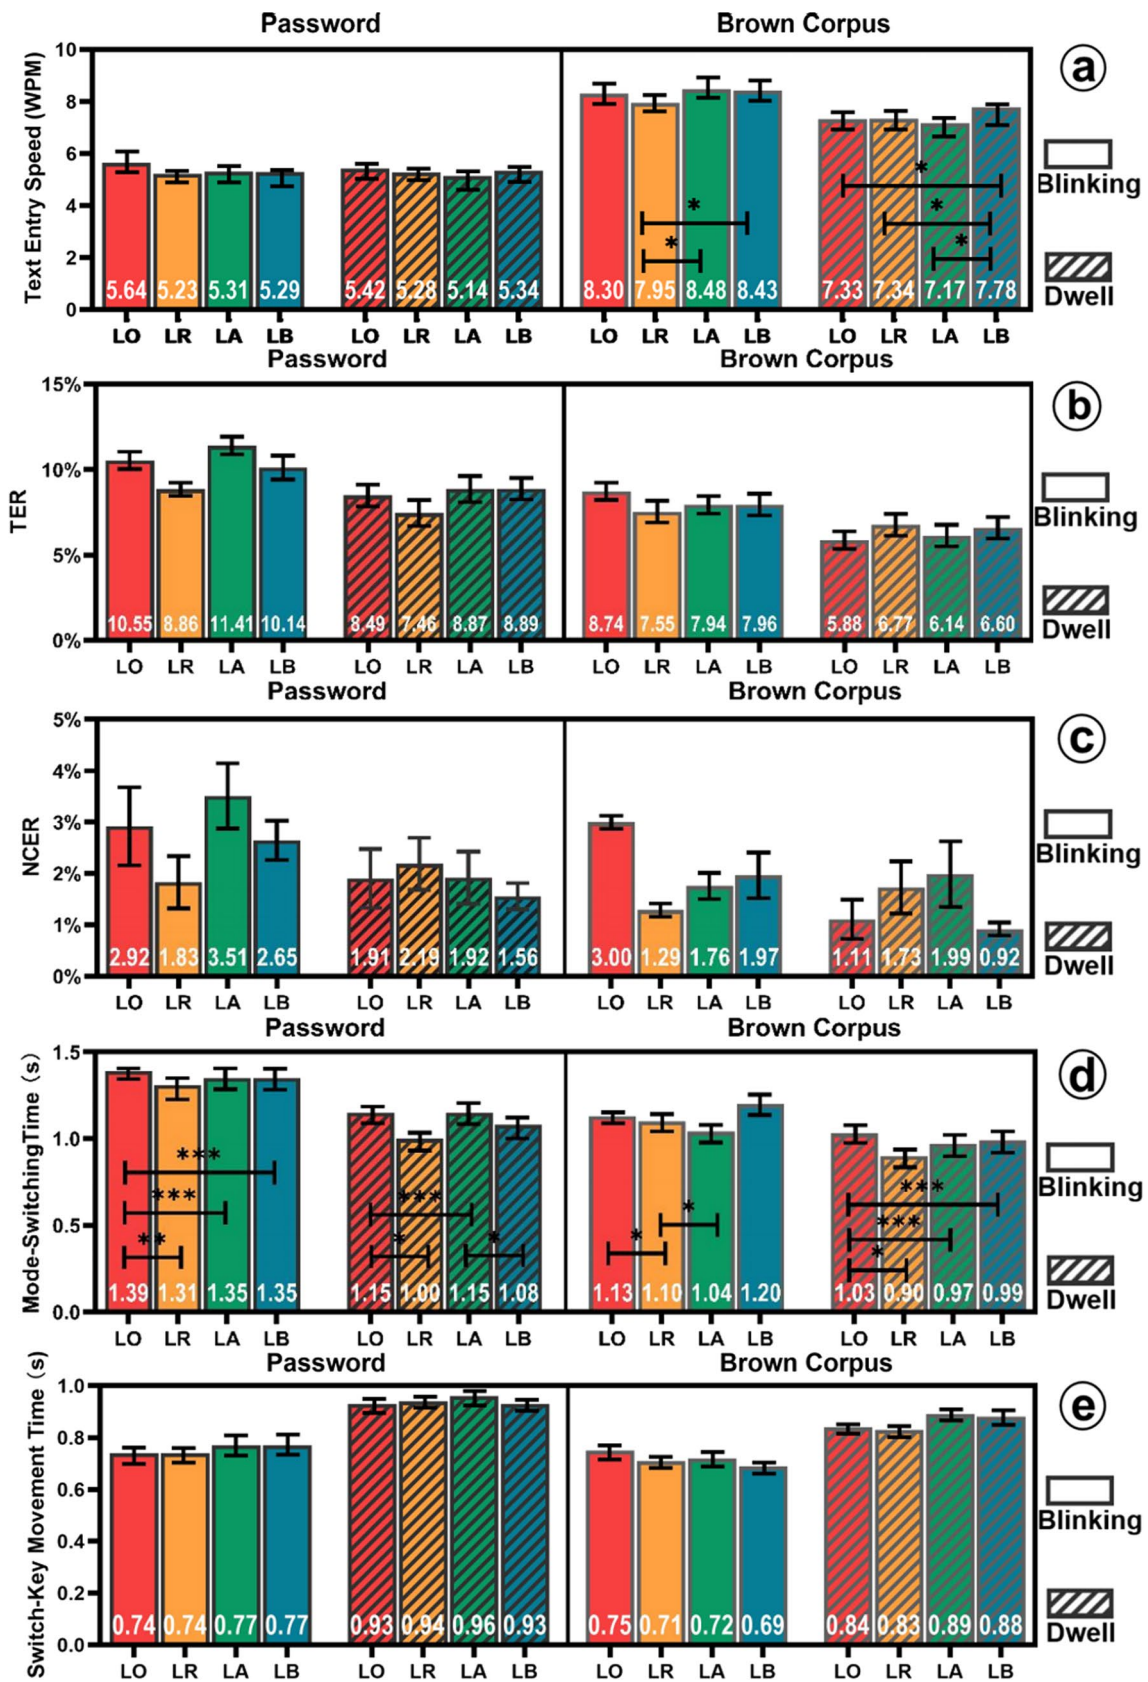 Password Brown Corpus
Text Entry Speed (WPM)
10
8
6
4
2
0
* * * * *
5.64 5.23 5.31 5.29 5.42 5.28 5.14 5.34 8.30 7.95 8.48 8.43 7.33 7.34 7.17 7.78
LO LR LA LB LO LR LA LB LO LR LA LB LO LR LA LB
a
Blinking
Dwell
Password Brown Corpus
TER
15%
10%
5%
0%
10.55 8.86 11.41 10.14 8.49 7.46 8.87 8.89 8.74 7.55 7.94 7.96 5.88 6.77 6.14 6.60
LO LR LA LB LO LR LA LB LO LR LA LB LO LR LA LB
b
Blinking
Dwell
Password Brown Corpus
NCER
5%
4%
3%
2%
1%
0%
2.92 1.83 3.51 2.65 1.91 2.19 1.92 1.56 3.00 1.29 1.76 1.97 1.11 1.73 1.99 0.92
LO LR LA LB LO LR LA LB LO LR LA LB LO LR LA LB
c
Blinking
Dwell
Password Brown Corpus
Mode-SwitchingTime (s)
1.5
1.0
0.5
0.0
*** *** ** *** * * * * *** *** *
1.39 1.31 1.35 1.35 1.15 1.00 1.15 1.08 1.13 1.10 1.04 1.20 1.03 0.90 0.97 0.99
LO LR LA LB LO LR LA LB LO LR LA LB LO LR LA LB
d
Blinking
Dwell
Password Brown Corpus
Switch-Key Movement Time (s)
1.0
0.8
0.6
0.4
0.2
0.0
0.74 0.74 0.77 0.77 0.93 0.94 0.96 0.93 0.75 0.71 0.72 0.69 0.84 0.83 0.89 0.88
LO LR LA LB LO LR LA LB LO LR LA LB LO LR LA LB
e
Blinking
Dwell